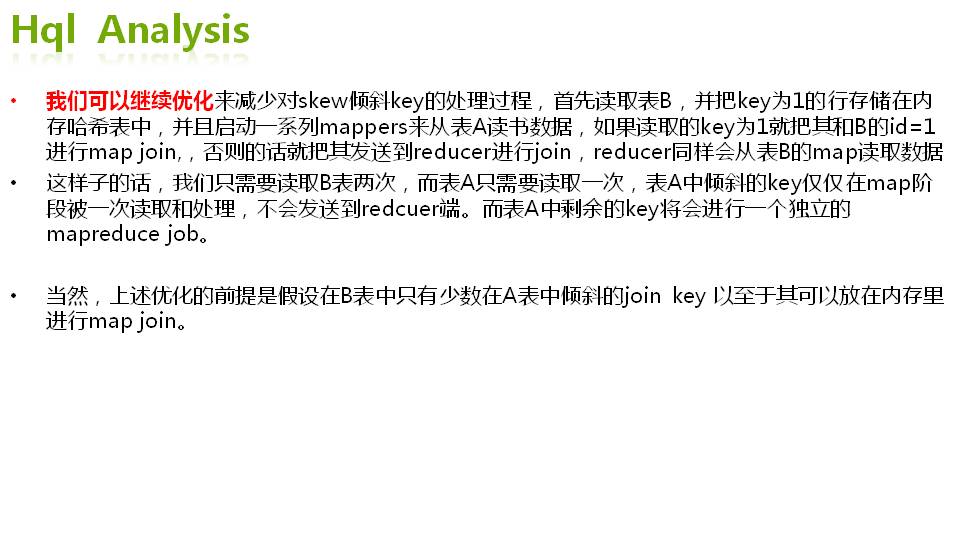 Hql Analysis
• 我们可以继续优化来减少对skew倾斜key的处理过程，首先读取表B，并把key为1的行存储在内
存哈希表中，并且启动一系列mappers来从表A读书数据，如果读取的key为1就把其和B的id=1
进行map join,，否则的话就把其发送到reducer进行join，reducer同样会从表B的map读取数据
• 这样子的话，我们只需要读取B表两次，而表A只需要读取一次，表A中倾斜的key仅仅在map阶
段被一次读取和处理，不会发送到redcuer端。而表A中剩余的key将会进行一个独立的
mapreduce job。
• 当然，上述优化的前提是假设在B表中只有少数在A表中倾斜的join key 以至于其可以放在内存里
进行map join。